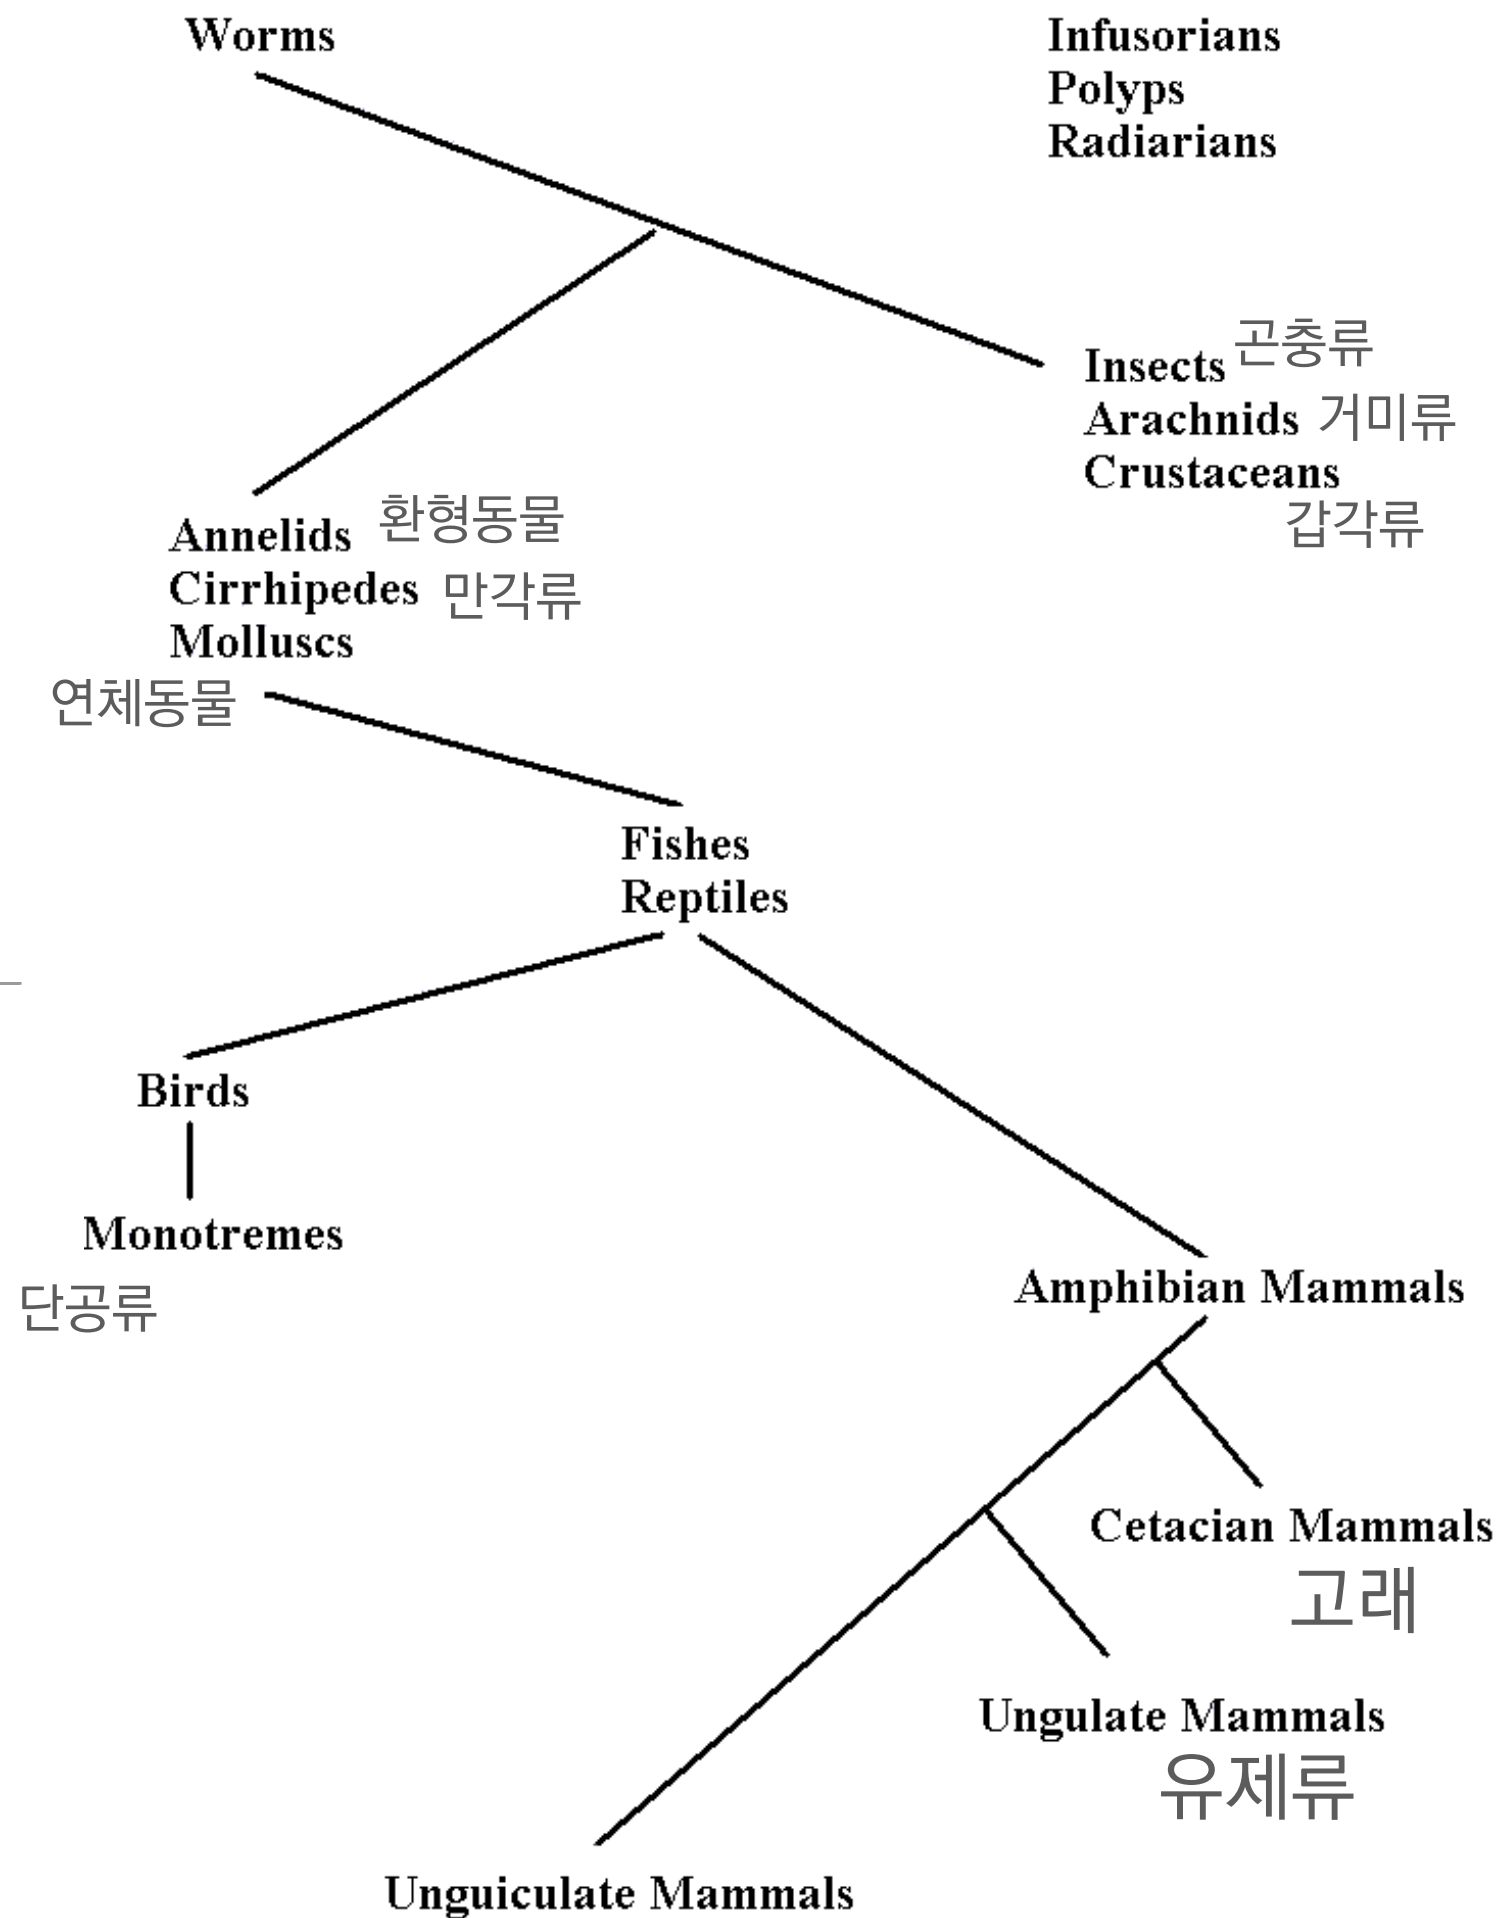 Worms
Infusorians
Polyps
Radiarians
Insects 곤충류
Arachnids 거미류
Crustaceans
갑각류
Annelids 환형동물
Cirrhipedes 만각류
Molluscs
연체동물
Fishes
Reptiles
Birds
Monotremes
단공류
Amphibian Mammals
Cetacian Mammals
고래
Ungulate Mammals
유제류
Unguiculate Mammals